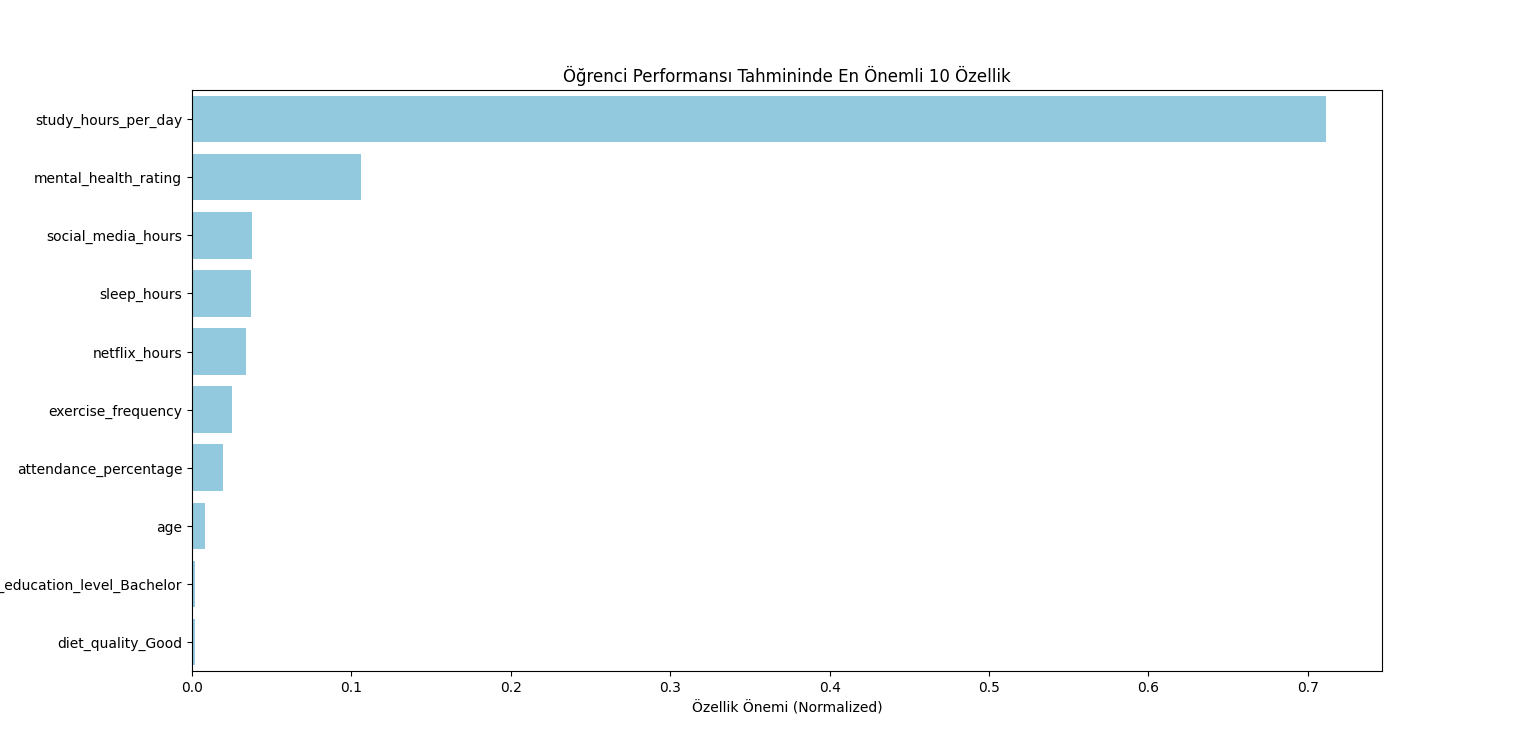 Öğrenci Performansı Tahmininde En Önemli 10 Özellik
study_hours_per_day
mental_health_rating
social_media_hours
sleep_hours
netflix_hours
exercise_frequency
attendance_percentage
age
_education_level_Bachelor
diet_quality_Good
0.0 0.1 0.2 0.3 0.4 0.5 0.6 0.7
Özellik Önemi (Normalized)